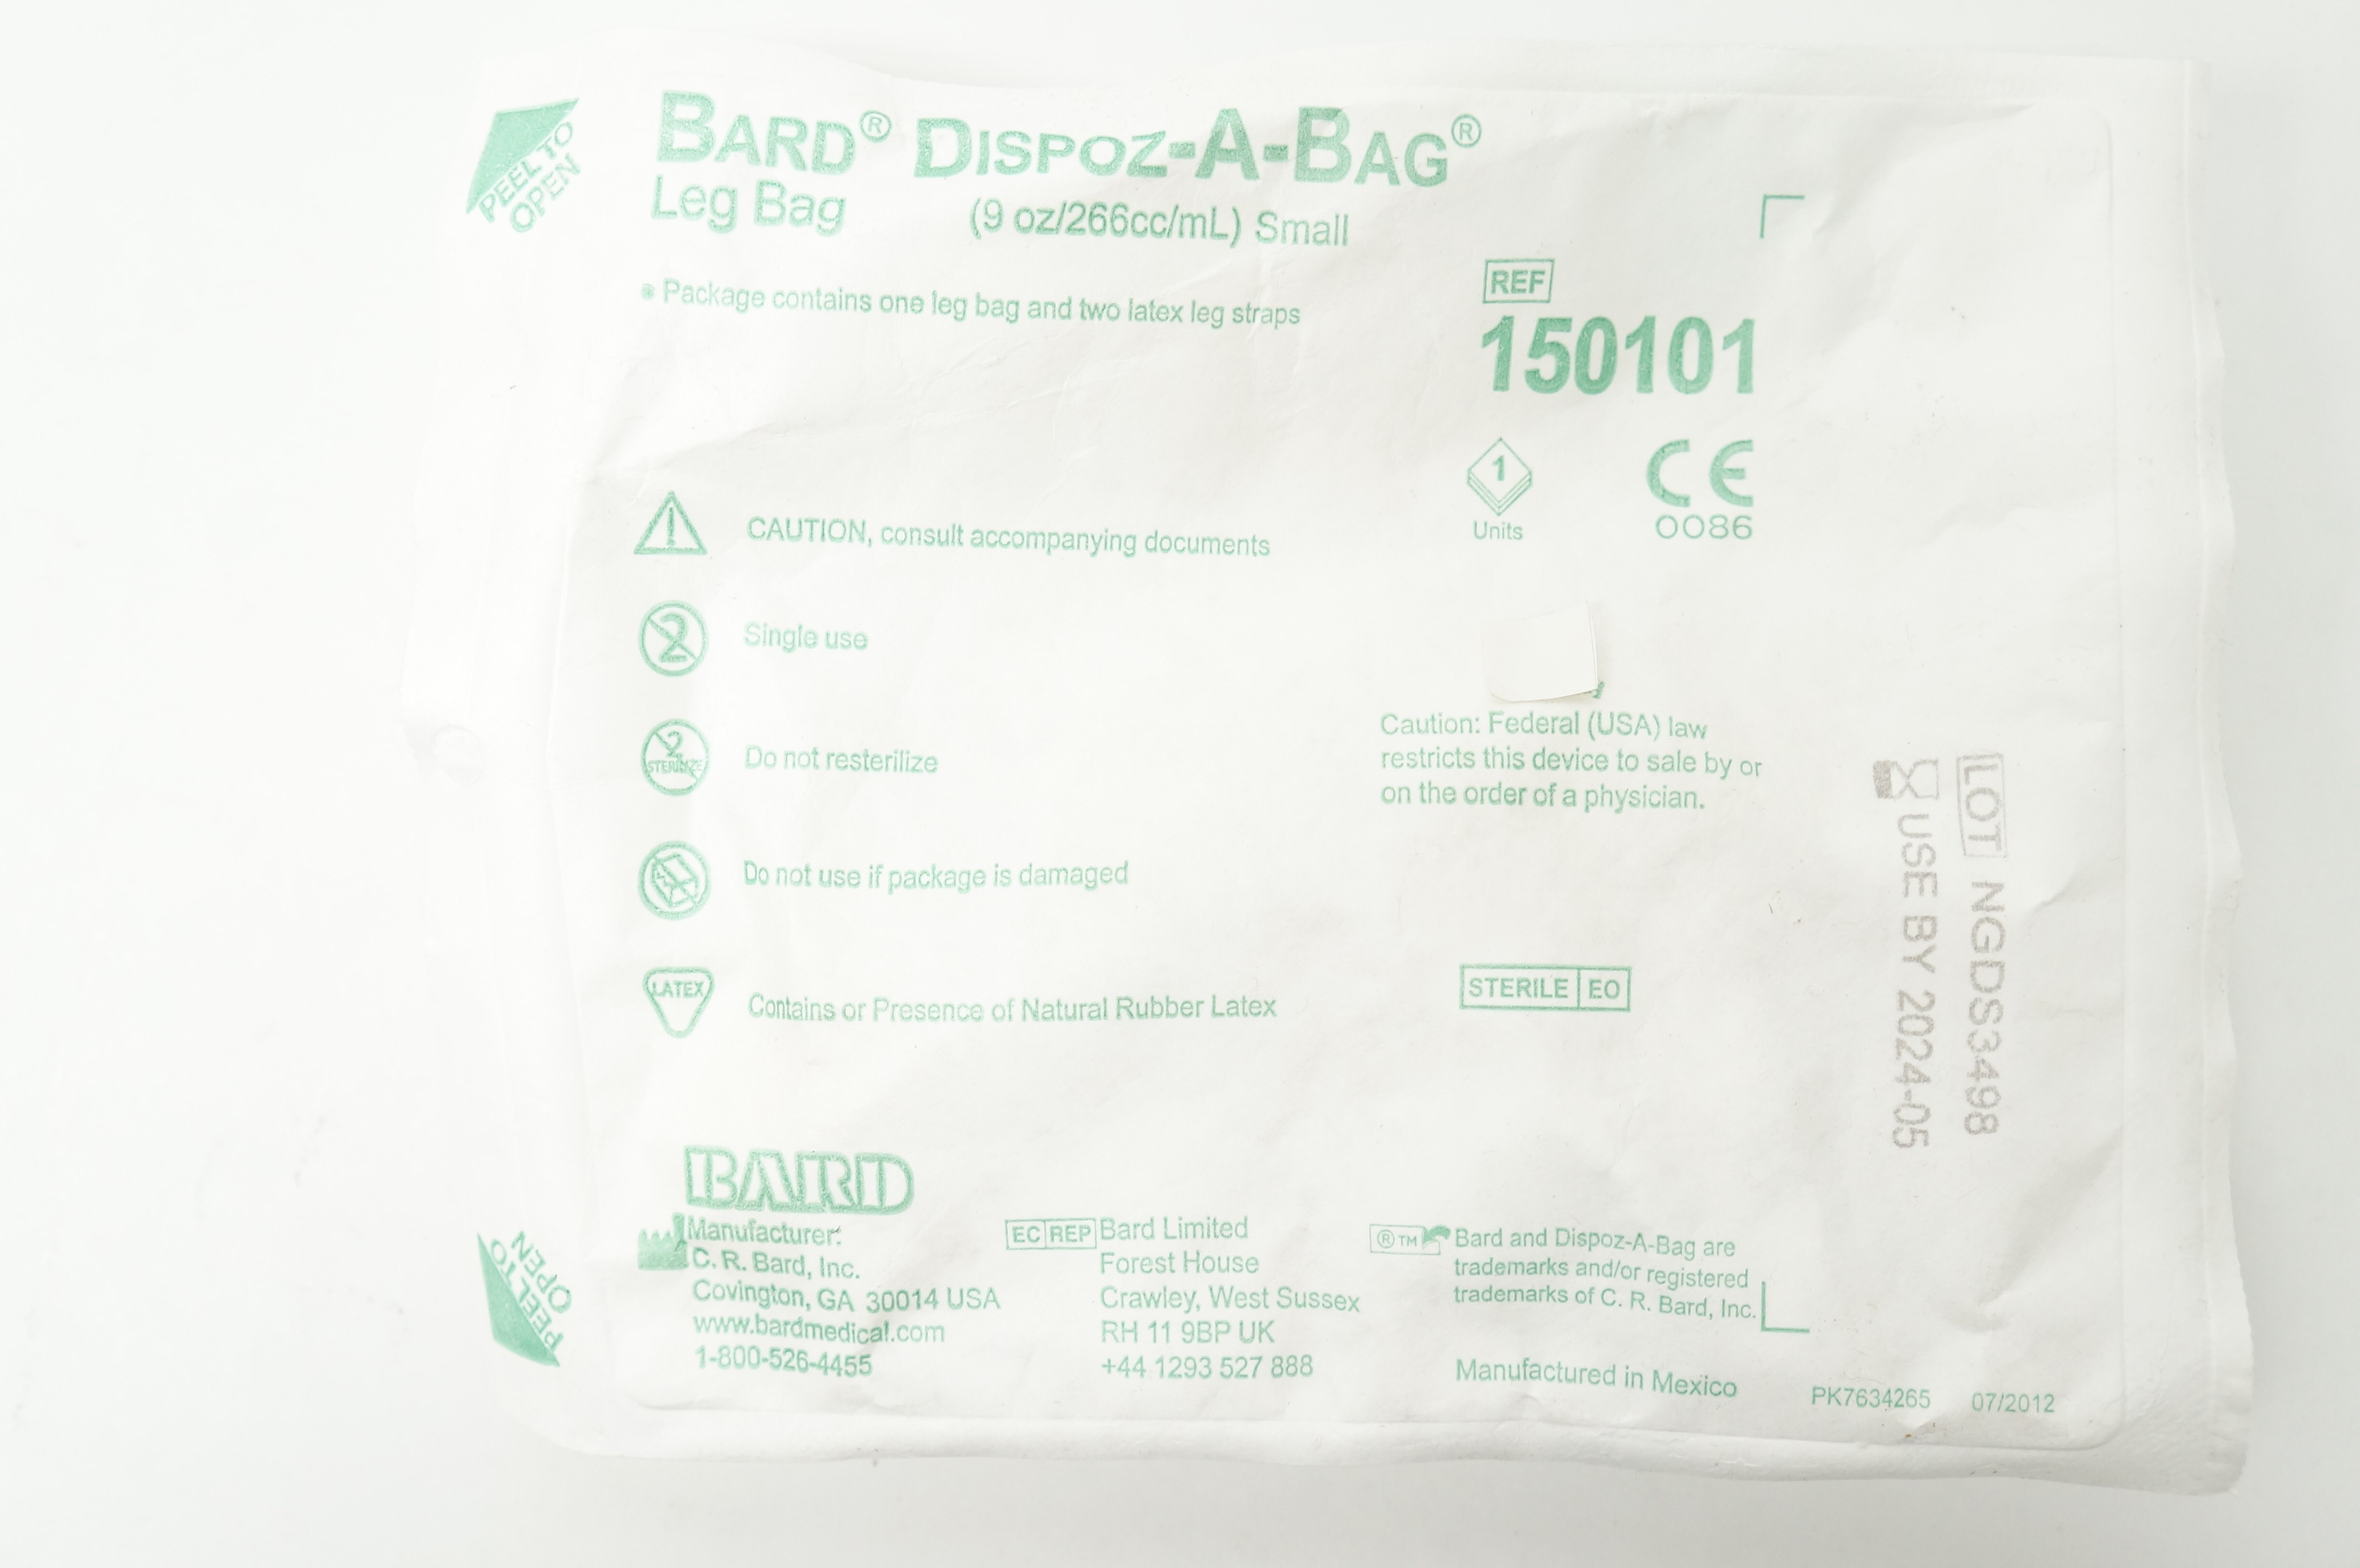 PEEL TO
OPEN
BARD® DISPOZ-A-BAG®
Leg Bag (9 oz/266cc/mL) Small
• Package contains one leg bag and two latex leg straps
REF
150101
1
Units
CE
0086
CAUTION, consult accompanying documents
2
Single use
2
STERILIZE
Do not resterilize
Do not use if package is damaged
LATEX
Contains or Presence of Natural Rubber Latex
Caution: Federal (USA) law
restricts this device to sale by or
on the order of a physician.
STERILE EO
LOT NGDS3498
USE BY 2024-05
BARD
Manufacturer:
C. R. Bard, Inc.
Covington, GA 30014 USA
www.bardmedical.com
1-800-526-4455
EC REP Bard Limited
Forest House
Crawley, West Sussex
RH 11 9BP UK
+44 1293 527 888
® TM Bard and Dispoz-A-Bag are
trademarks and/or registered
trademarks of C. R. Bard, Inc.
Manufactured in Mexico
PK7634265 07/2012
PEEL TO
OPEN